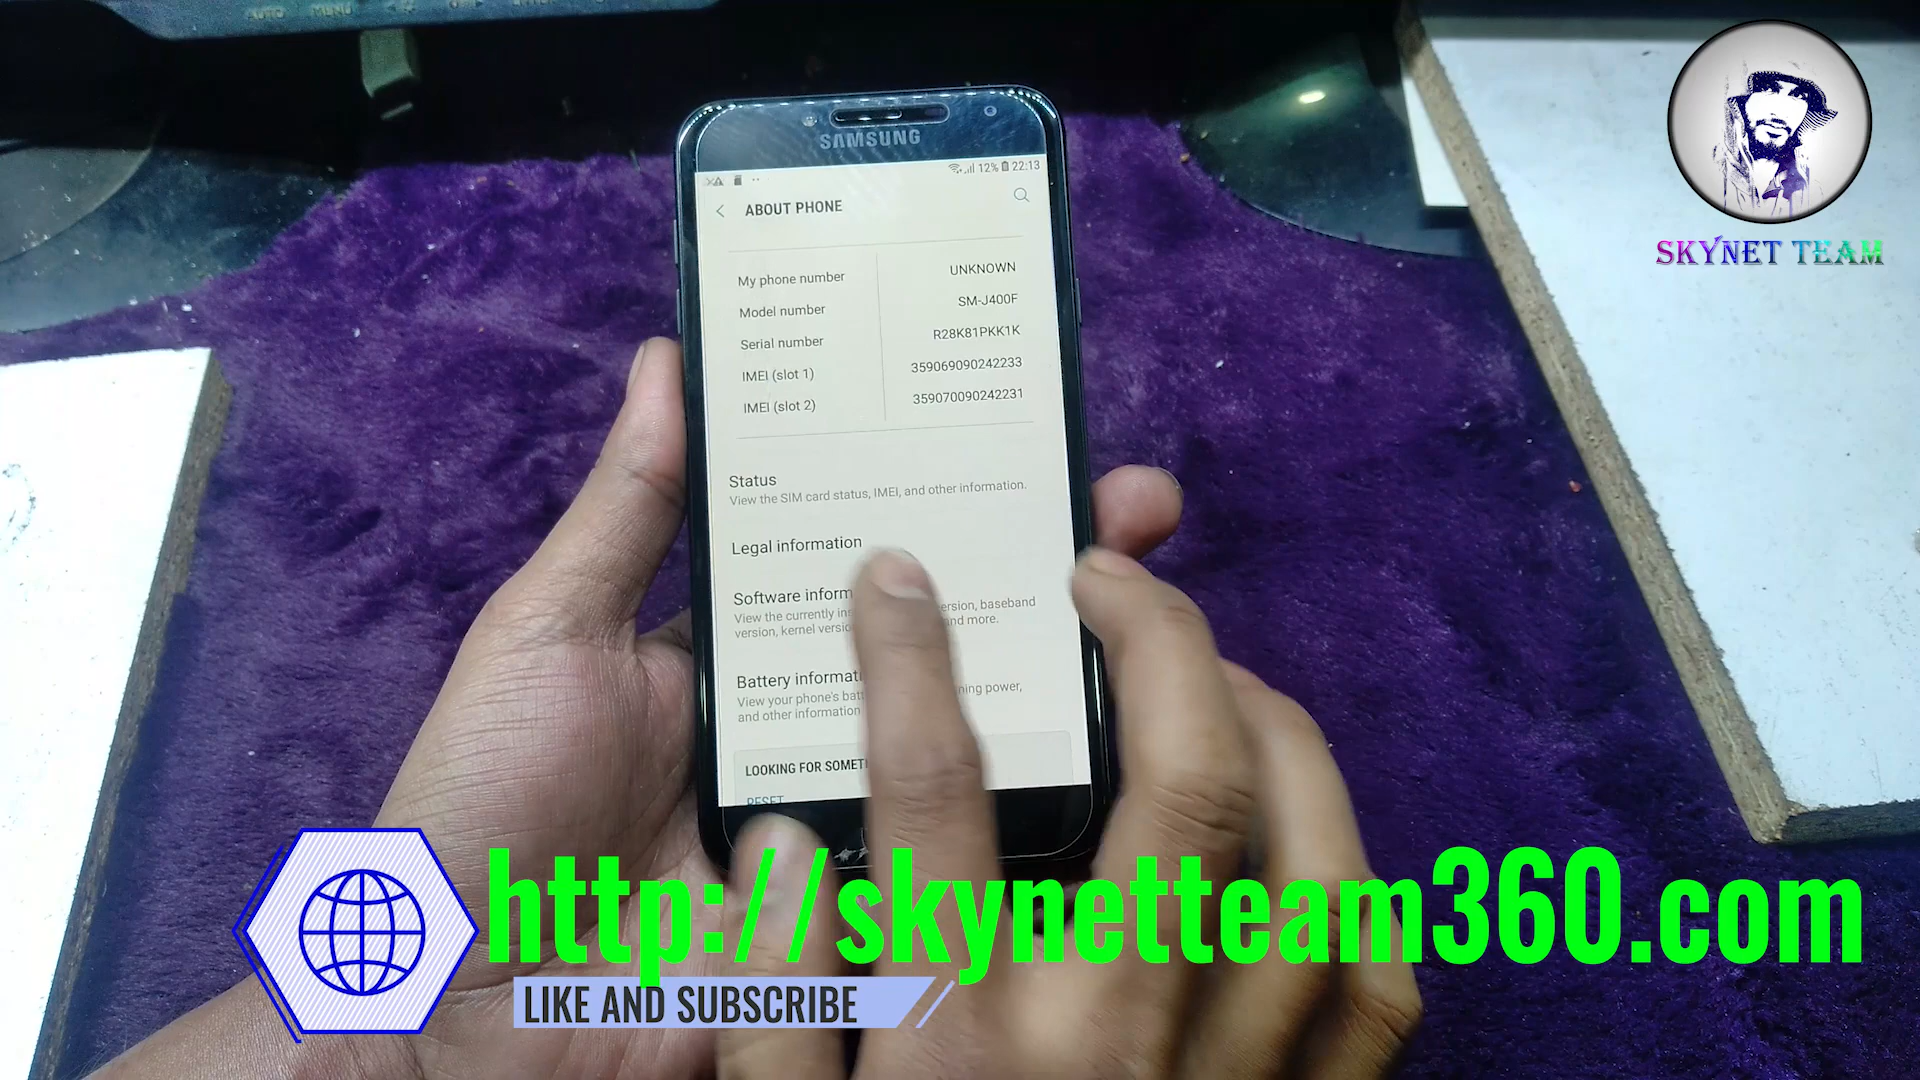 AUTO MENU
SAMSUNG
12% 22:13
ABOUT PHONE
My phone number UNKNOWN
Model number SM-J400F
Serial number R28K81PKK1K
IMEI (slot 1) 359069090242233
IMEI (slot 2) 359070090242231
Status
View the SIM card status, IMEI, and other information.
Legal information
Software inform
View the currently ins ersion, baseband
version, kernel versio and more.
Battery informati
View your phone's batt ning power,
and other information
LOOKING FOR SOMET
RESET
SKYNET TEAM
http://skynetteam360.com
LIKE AND SUBSCRIBE